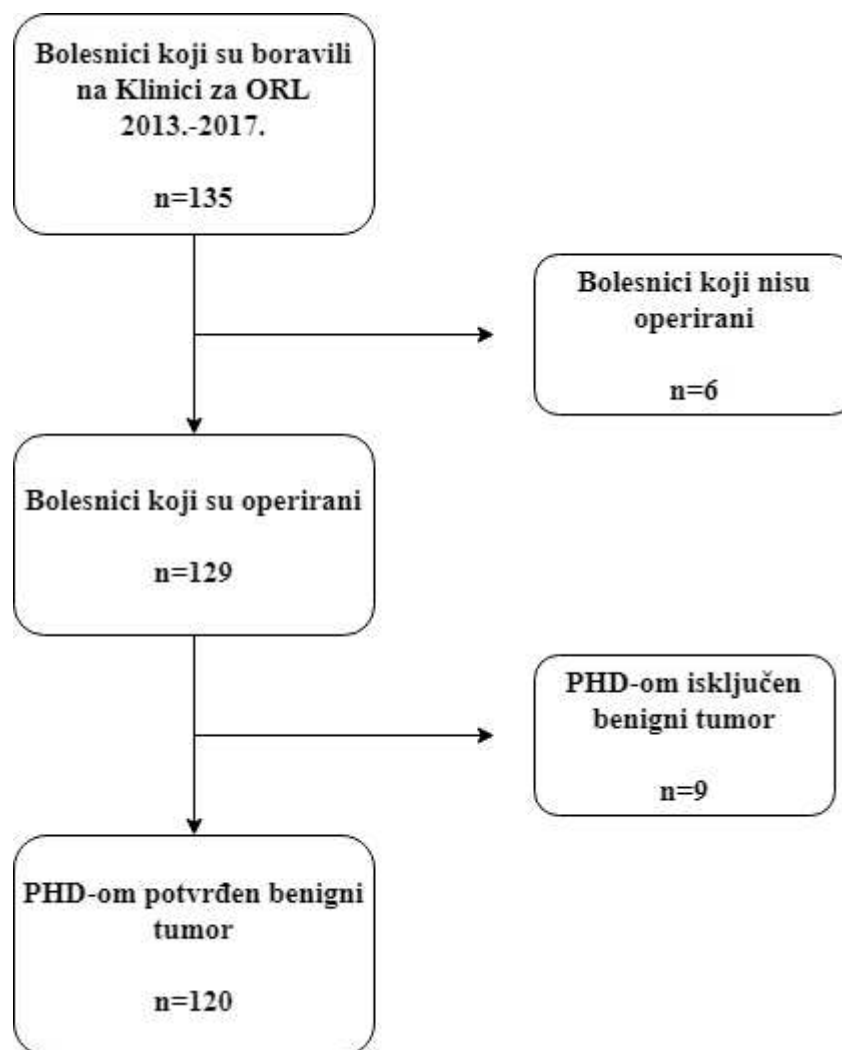 Bolesnici koji su boravili
na Klinici za ORL
2013.-2017.
n=135
Bolesnici koji nisu
operirani
n=6
Bolesnici koji su operirani
n=129
PHD-om isključen
benigni tumor
n=9
PHD-om potvrđen benigni
tumor
n=120